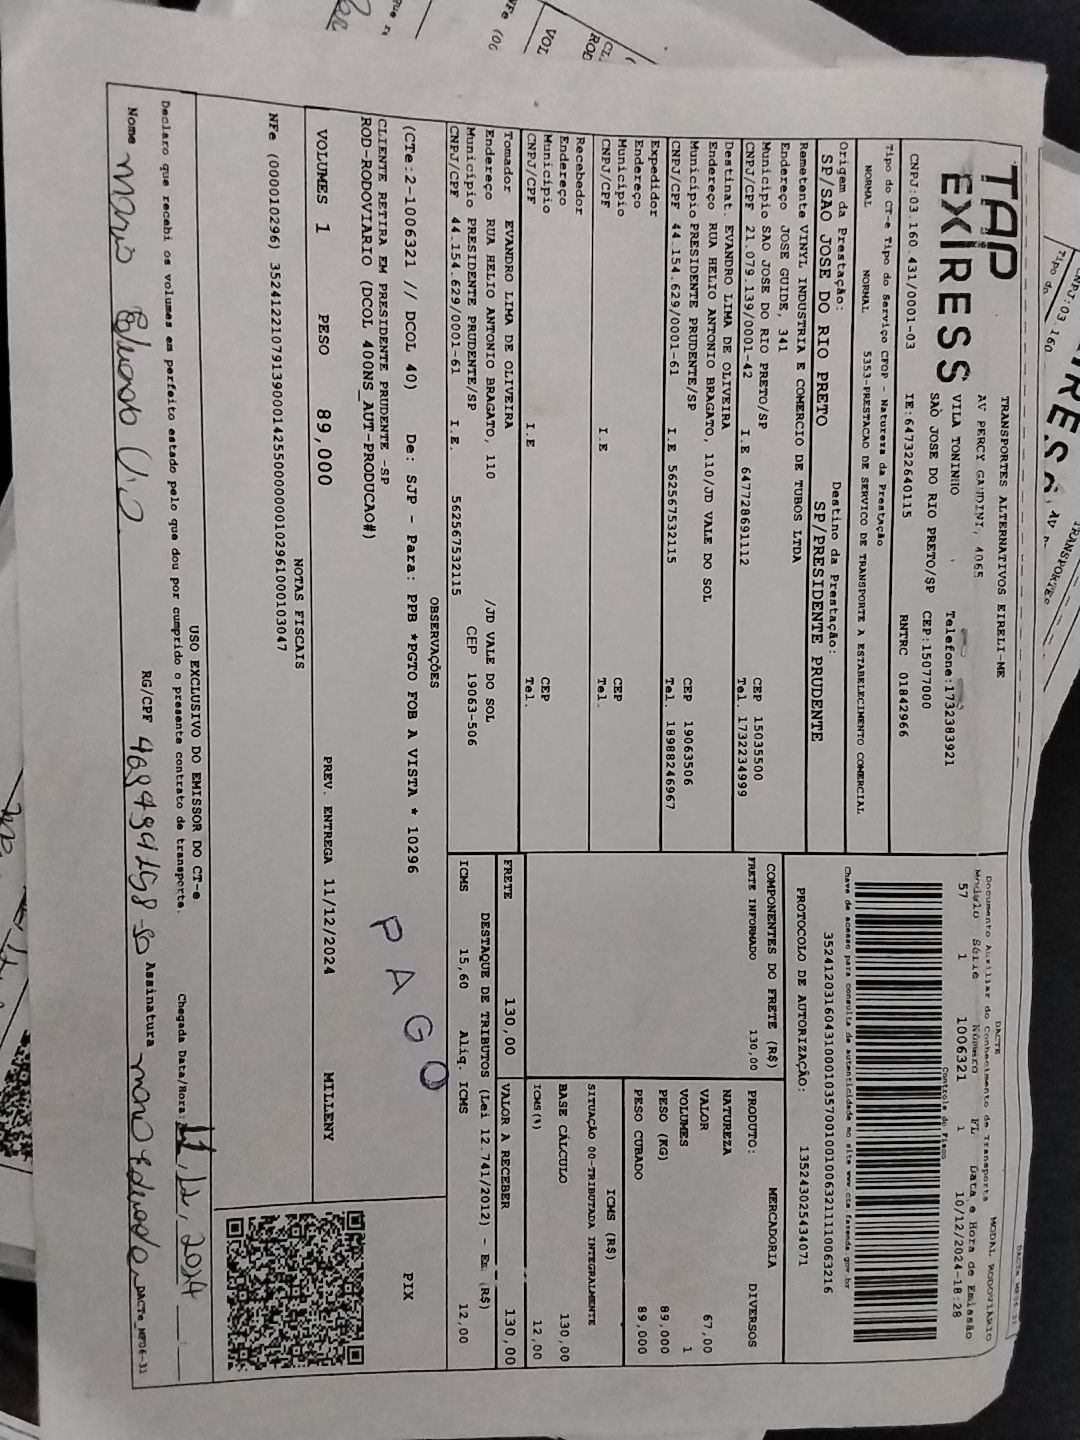 TAP
EXPRESS
TRANSPORTES ALTERNATIVOS EIRELI-ME
AV PERCY GANDINI, 4065
VILA TONINHO Telefone:1732383921
SAO JOSE DO RIO PRETO/SP CEP:15077000
CNPJ:03.160.431/0001-03 IE:647322640115 RNTRC 01842966
Tipo do CT-e Tipo do Serviço CFOP - Natureza da Prestação
NORMAL NORMAL 5353-PRESTACAO DE SERVICO DE TRANSPORTE A ESTABELECIMENTO COMERCIAL
Origem da Prestação: Destino da Prestação:
SP/SAO JOSE DO RIO PRETO SP/PRESIDENTE PRUDENTE
Remetente VINYL INDUSTRIA E COMERCIO DE TUBOS LTDA
Endereço JOSE GUIDE, 341
Municipio SAO JOSE DO RIO PRETO/SP CEP 15035500
CNPJ/CPF 21.079.139/0001-42 I.E 647728691112 Tel. 1732234999
Destinat. EVANDRO LIMA DE OLIVEIRA
Endereço RUA HELIO ANTONIO BRAGATO, 110/JD VALE DO SOL
Municipio PRESIDENTE PRUDENTE/SP CEP 19063506
CNPJ/CPF 44.154.629/0001-61 I.E 562567532115 Tel. 18988246967
Expedidor
Endereço
Municipio CEP
CNPJ/CPF I.E Tel.
Recebedor
Endereço
Municipio CEP
CNPJ/CPF I.E Tel.
Tomador EVANDRO LIMA DE OLIVEIRA
Endereço RUA HELIO ANTONIO BRAGATO, 110 /JD VALE DO SOL
Municipio PRESIDENTE PRUDENTE/SP CEP 19063-506
CNPJ/CPF 44.154.629/0001-61 I.E. 562567532115
DACTE MODAL RODOVIÁRIO
Documento Auxiliar do Conhecimento de Transporte
Modulo Série Número FL Data e Hora de Emissão
57 1 1006321 1 10/12/2024-18:28
Controle do Fisco
Chave de acesso para consulta de autenticidade no site www.cte.fazenda.gov.br
35241203160431000103570010010063211110063216
PROTOCOLO DE AUTORIZAÇÃO: 135243025434071
COMPONENTES DO FRETE (R$)
FRETE INFORMADO 130,00
MERCADORIA
PRODUTO: DIVERSOS
NATUREZA
VALOR 67,00
VOLUMES 1
PESO (KG) 89,000
PESO CUBADO 89,000
ICMS (R$)
SITUAÇÃO 00-TRIBUTADA INTEGRALMENTE
BASE CÁLCULO 130,00
ICMS(%) 12,00
FRETE 130,00 VALOR A RECEBER 130,00
DESTAQUE DE TRIBUTOS (Lei 12.741/2012) - Em (R$)
ICMS 15,60 Aliq. ICMS 12,00
OBSERVAÇÕES
(CTe:2-1006321 // DCOL 40) De: SJP - Para: PPB *PGTO FOB A VISTA * 10296
CLIENTE RETIRA EM PRESIDENTE PRUDENTE -SP
ROD-RODOVIARIO (DCOL 400NS_AUT-PRODUCAO#)
PAGO
PIX
VOLUMES 1 PESO 89,000 PREV. ENTREGA 11/12/2024 MILLENY
NOTAS FISCAIS
NFe (000010296) 35241221079139000142550000000102961000103047
USO EXCLUSIVO DO EMISSOR DO CT-e
Declaro que recebi os volumes em perfeito estado pelo que dou por cumprido o presente contrato de transporte. Chegada Data/Hora: 11,12,2024
Nome Mario Eduardo RG/CPF Assinatura Mario Eduardo
DACTe_MFD6-31